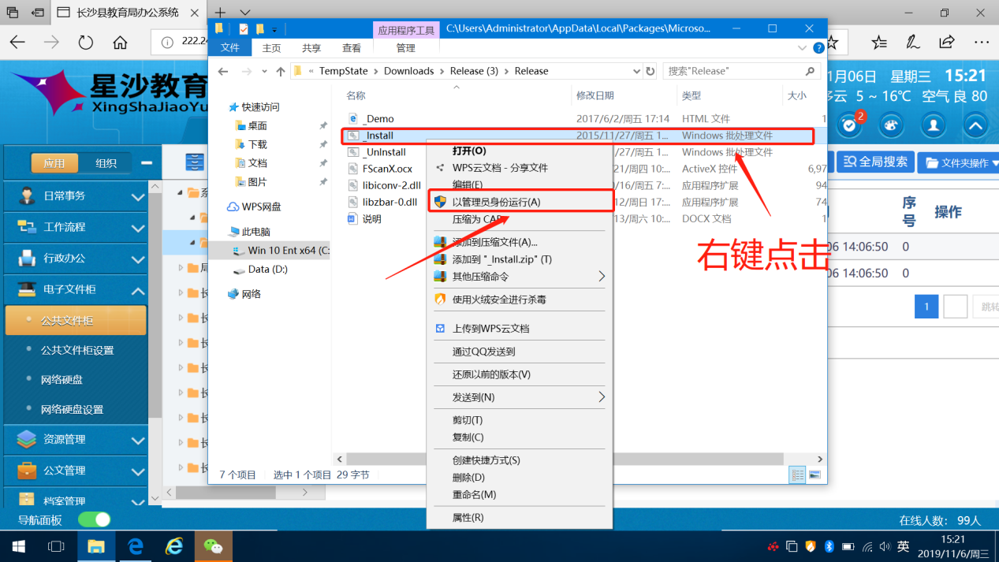 长沙县教育局办公系统
222.24
星沙教育
XingShaJiaoYu
1月06日 星期三 15:21
多云 5 ~ 16℃ 空气 良 80
2
应用程序工具
C:\Users\Administrator\AppData\Local\Packages\Microso...
文件 主页 共享 查看 管理
« TempState › Downloads › Release (3) › Release
搜索"Release"
名称 修改日期 类型 大小
快速访问
桌面
下载
文档
图片
WPS网盘
此电脑
Win 10 Ent x64 (C:
Data (D:)
网络
_Demo 2017/6/2/周五 17:14 HTML 文件 1
_Install 2015/11/27/周五 1... Windows 批处理文件 1
_UnInstall /27/周五 1... Windows 批处理文件 1
FScanX.ocx 21/周四 10:... ActiveX 控件 6,97
libiconv-2.dll /16/周五 7:... 应用程序扩展 94
libzbar-0.dll 12/周日 17:... 应用程序扩展 74
说明 13/周六 10:... DOCX 文档 1
打开(O)
WPS云文档 - 分享文件
编辑(E)
以管理员身份运行(A)
压缩为 CAB
添加到压缩文件(A)...
添加到 "_Install.zip" (T)
其他压缩命令
使用火绒安全进行杀毒
上传到WPS云文档
通过QQ发送到
还原以前的版本(V)
发送到(N)
剪切(T)
复制(C)
创建快捷方式(S)
删除(D)
重命名(M)
属性(R)
右键点击
7 个项目 选中 1 个项目 29 字节
应用 组织
日常事务
工作流程
行政办公
电子文件柜
公共文件柜
公共文件柜设置
网络硬盘
网络硬盘设置
资源管理
公文管理
档案管理
导航面板
全局搜索 文件夹操作
序号 操作
06 14:06:50 0
06 14:06:50 0
1 跳转
在线人数: 99人
英
15:21
2019/11/6/周三